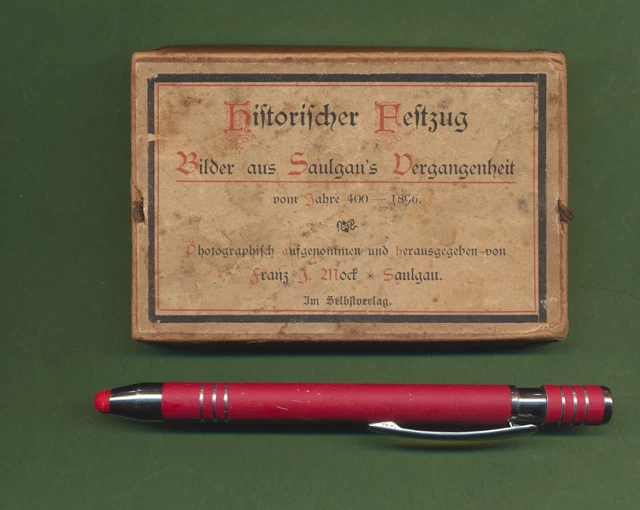 Historischer Festzug
Bilder aus Saulgau's Vergangenheit
vom Jahre 400 — 1896.
Photographisch aufgenommen und herausgegeben von
Franz J. Mock * Saulgau.
Im Selbstverlag.